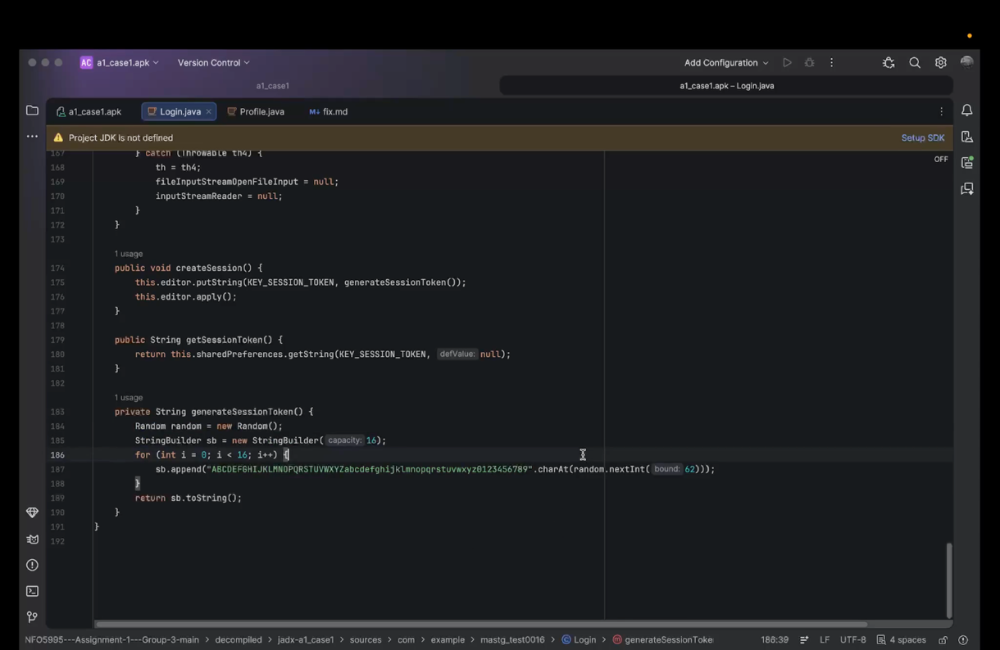 AC a1_case1.apk Version Control Add Configuration
a1_case1 a1_case1.apk – Login.java
a1_case1.apk Login.java Profile.java M↓ fix.md
Project JDK is not defined Setup SDK
OFF
167 } catch (Throwable th4) {
168 th = th4;
169 fileInputStreamOpenFileInput = null;
170 inputStreamReader = null;
171 }
172 }
173
1 usage
174 public void createSession() {
175 this.editor.putString(KEY_SESSION_TOKEN, generateSessionToken());
176 this.editor.apply();
177 }
178
179 public String getSessionToken() {
180 return this.sharedPreferences.getString(KEY_SESSION_TOKEN, defValue: null);
181 }
182
1 usage
183 private String generateSessionToken() {
184 Random random = new Random();
185 StringBuilder sb = new StringBuilder( capacity: 16);
186 for (int i = 0; i < 16; i++) {
187 sb.append("ABCDEFGHIJKLMNOPQRSTUVWXYZabcdefghijklmnopqrstuvwxyz0123456789".charAt(random.nextInt( bound: 62)));
188 }
189 return sb.toString();
190 }
191 }
192
NFO5995---Assignment-1---Group-3-main decompiled jadx-a1_case1 sources com example mastg_test0016 Login generateSessionToke 186:39 LF UTF-8 4 spaces